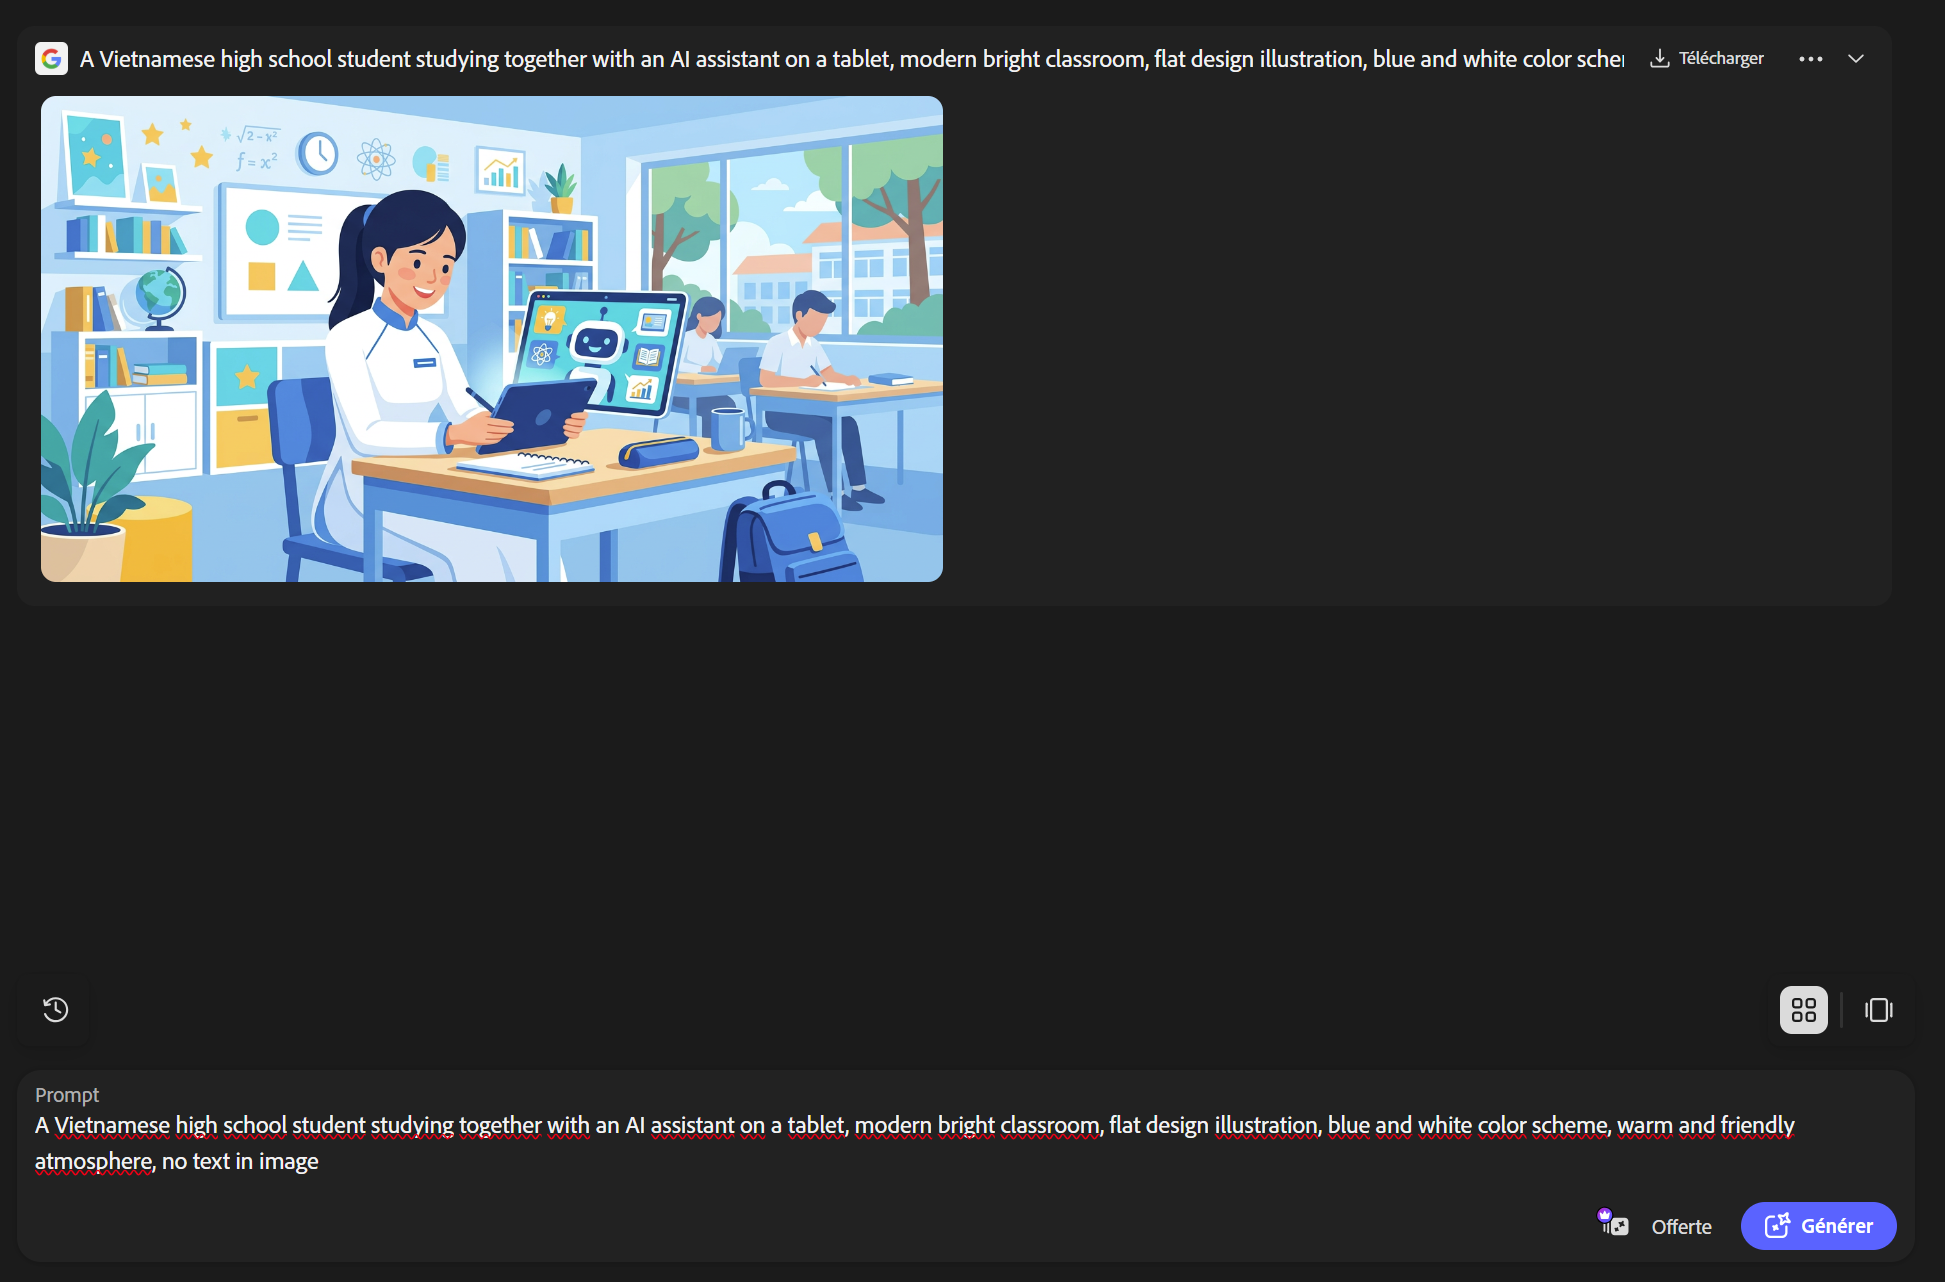 A Vietnamese high school student studying together with an AI assistant on a tablet, modern bright classroom, flat design illustration, blue and white color sche
Télécharger
√2-x²
f=x²
Prompt
A Vietnamese high school student studying together with an AI assistant on a tablet, modern bright classroom, flat design illustration, blue and white color scheme, warm and friendly
atmosphere, no text in image
Offerte
Générer